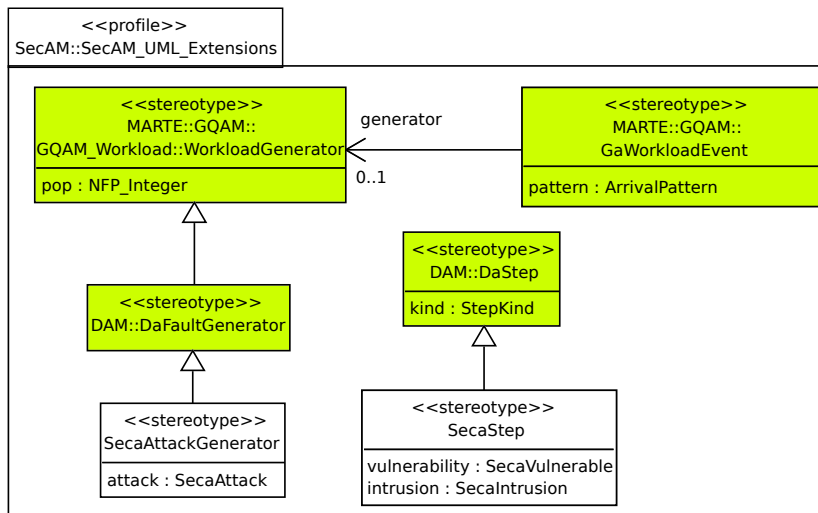 <<profile>>
SecAM::SecAM_UML_Extensions
<<stereotype>>
MARTE::GQAM::
GQAM_Workload::WorkloadGenerator
pop : NFP_Integer
generator
0..1
<<stereotype>>
MARTE::GQAM::
GaWorkloadEvent
pattern : ArrivalPattern
<<stereotype>>
DAM::DaStep
kind : StepKind
<<stereotype>>
DAM::DaFaultGenerator
<<stereotype>>
SecaAttackGenerator
attack : SecaAttack
<<stereotype>>
SecaStep
vulnerability : SecaVulnerable
intrusion : SecaIntrusion